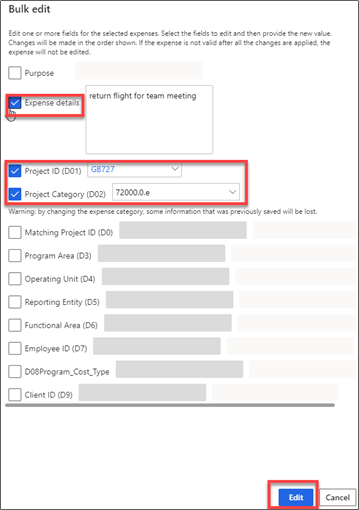 Bulk edit
Edit one or more fields for the selected expenses. Select the fields to edit and then provide the new value.
Changes will be made in the order shown. If the expense is not valid after all the changes are applied, the
expense will not be edited.
Purpose
Expense details
return flight for team meeting
Project ID (D01) GB727
Project Category (D02) 72000.0.e
Warning: by changing the expense category, some information that was previously saved will be lost.
Matching Project ID (D0)
Program Area (D3)
Operating Unit (D4)
Reporting Entity (D5)
Functional Area (D6)
Employee ID (D7)
D08Program_Cost_Type
Client ID (D9)
Edit Cancel